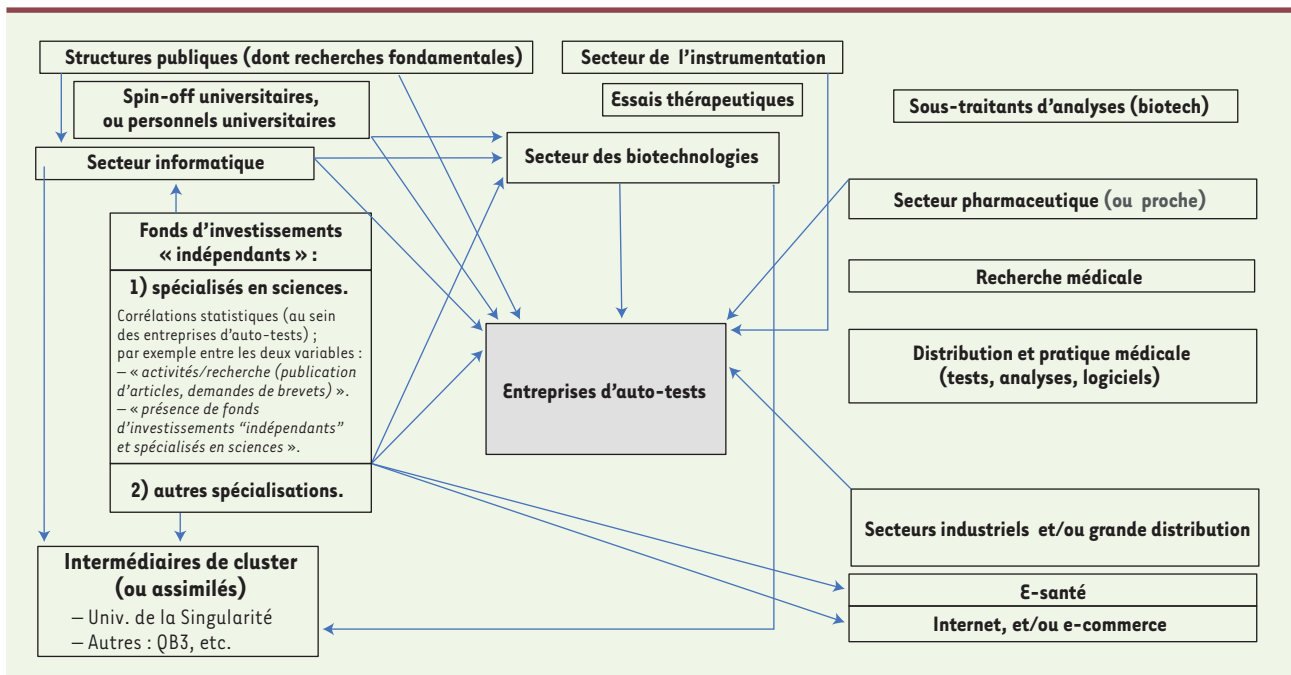 Structures publiques (dont recherches fondamentales)
Secteur de l'instrumentation
Spin-off universitaires,
ou personnels universitaires
Essais thérapeutiques
Sous-traitants d'analyses (biotech)
Secteur informatique
Secteur des biotechnologies
Secteur pharmaceutique (ou proche)
Fonds d'investissements
« indépendants » :
1) spécialisés en sciences.
Corrélations statistiques (au sein
des entreprises d'auto-tests) ;
par exemple entre les deux variables :
– « activités/recherche (publication
d'articles, demandes de brevets) ».
– « présence de fonds
d'investissements “indépendants”
et spécialisés en sciences ».
2) autres spécialisations.
Recherche médicale
Distribution et pratique médicale
(tests, analyses, logiciels)
Entreprises d'auto-tests
Secteurs industriels et/ou grande distribution
Intermédiaires de cluster
(ou assimilés)
– Univ. de la Singularité
– Autres : QB3, etc.
E-santé
Internet, et/ou e-commerce